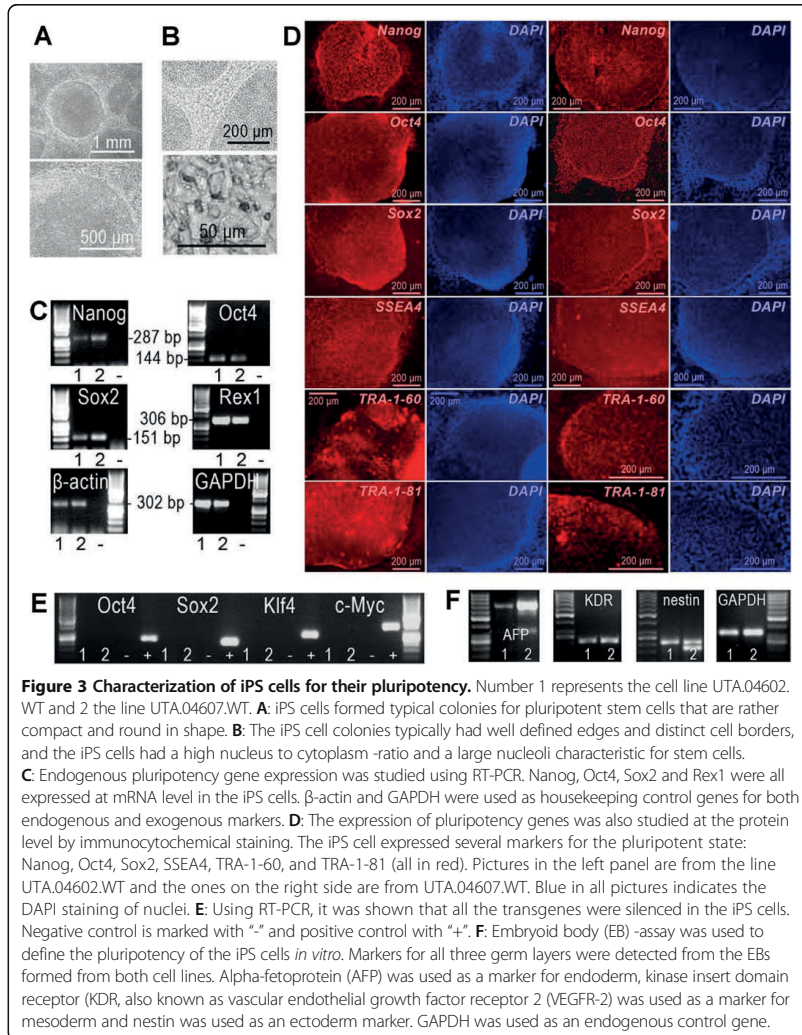 A
B
D
1 mm
500 µm
200 µm
50 µm
Nanog DAPI Nanog DAPI
200 µm 200 µm 200 µm 200 µm
Oct4 DAPI Oct4 DAPI
200 µm 200 µm 200 µm 200 µm
Sox2 DAPI Sox2 DAPI
200 µm 200 µm 200 µm 200 µm
SSEA4 DAPI SSEA4 DAPI
200 µm 200 µm 200 µm 200 µm
200 µm TRA-1-60 200 µm DAPI TRA-1-60 DAPI
200 µm 200 µm
TRA-1-81 DAPI TRA-1-81 DAPI
200 µm 200 µm 200 µm 200 µm
C
Nanog Oct4
-287 bp
144 bp-
1 2 - 1 2 -
Sox2 Rex1
306 bp-
-151 bp
1 2 - 1 2 -
β-actin GAPDH
- 302 bp -
1 2 - 1 2 -
E
Oct4 Sox2 Klf4 c-Myc
1 2 - + 1 2 - + 1 2 - + 1 2 - +
F
AFP KDR nestin GAPDH
1 2 1 2 1 2 1 2
Figure 3 Characterization of iPS cells for their pluripotency. Number 1 represents the cell line UTA.04602.
WT and 2 the line UTA.04607.WT. A: iPS cells formed typical colonies for pluripotent stem cells that are rather
compact and round in shape. B: The iPS cell colonies typically had well defined edges and distinct cell borders,
and the iPS cells had a high nucleus to cytoplasm -ratio and a large nucleoli characteristic for stem cells.
C: Endogenous pluripotency gene expression was studied using RT-PCR. Nanog, Oct4, Sox2 and Rex1 were all
expressed at mRNA level in the iPS cells. β-actin and GAPDH were used as housekeeping control genes for both
endogenous and exogenous markers. D: The expression of pluripotency genes was also studied at the protein
level by immunocytochemical staining. The iPS cell expressed several markers for the pluripotent state:
Nanog, Oct4, Sox2, SSEA4, TRA-1-60, and TRA-1-81 (all in red). Pictures in the left panel are from the line
UTA.04602.WT and the ones on the right side are from UTA.04607.WT. Blue in all pictures indicates the
DAPI staining of nuclei. E: Using RT-PCR, it was shown that all the transgenes were silenced in the iPS cells.
Negative control is marked with “-” and positive control with “+”. F: Embryoid body (EB) -assay was used to
define the pluripotency of the iPS cells in vitro. Markers for all three germ layers were detected from the EBs
formed from both cell lines. Alpha-fetoprotein (AFP) was used as a marker for endoderm, kinase insert domain
receptor (KDR, also known as vascular endothelial growth factor receptor 2 (VEGFR-2) was used as a marker for
mesoderm and nestin was used as an ectoderm marker. GAPDH was used as an endogenous control gene.